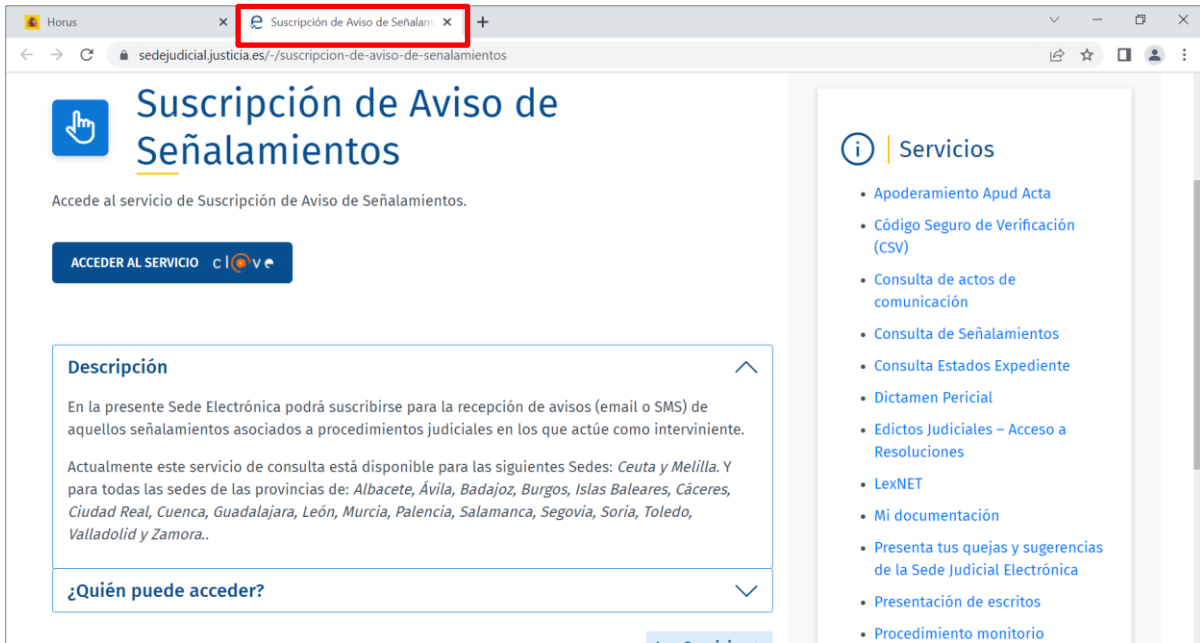 Horus
Suscripción de Aviso de Señalam
sedejudicial.justicia.es/-/suscripcion-de-aviso-de-senalamientos
Suscripción de Aviso de
Señalamientos
Accede al servicio de Suscripción de Aviso de Señalamientos.
ACCEDER AL SERVICIO cl@ve
Descripción
En la presente Sede Electrónica podrá suscribirse para la recepción de avisos (email o SMS) de
aquellos señalamientos asociados a procedimientos judiciales en los que actúe como interviniente.
Actualmente este servicio de consulta está disponible para las siguientes Sedes: Ceuta y Melilla. Y
para todas las sedes de las provincias de: Albacete, Ávila, Badajoz, Burgos, Islas Baleares, Cáceres,
Ciudad Real, Cuenca, Guadalajara, León, Murcia, Palencia, Salamanca, Segovia, Soria, Toledo,
Valladolid y Zamora..
¿Quién puede acceder?
Servicios
Apoderamiento Apud Acta
Código Seguro de Verificación
(CSV)
Consulta de actos de
comunicación
Consulta de Señalamientos
Consulta Estados Expediente
Dictamen Pericial
Edictos Judiciales – Acceso a
Resoluciones
LexNET
Mi documentación
Presenta tus quejas y sugerencias
de la Sede Judicial Electrónica
Presentación de escritos
Procedimiento monitorio